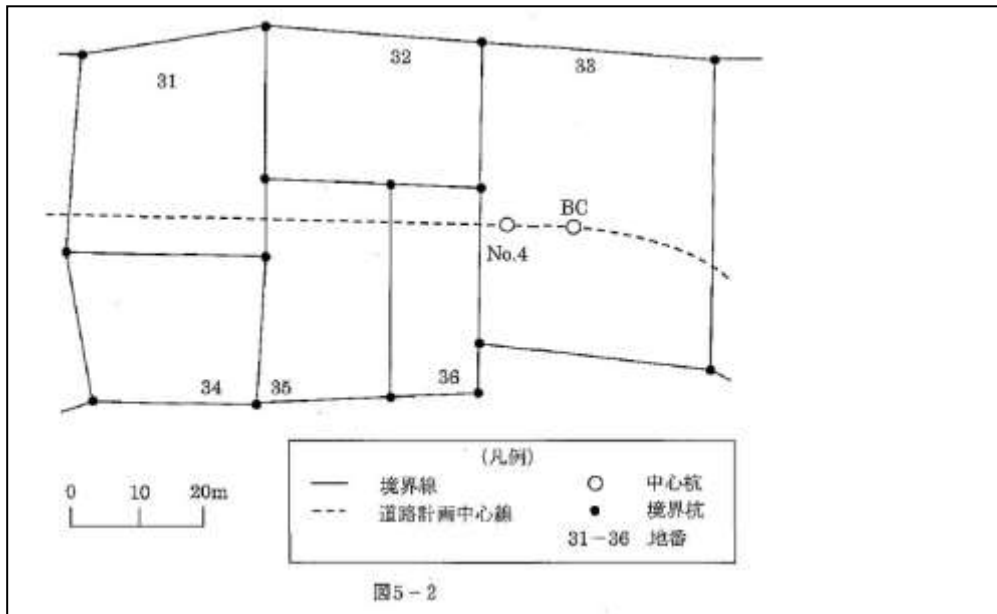 31
32
33
BC
No.4
34
35
36
(凡例)
境界線
中心杭
道路計画中心線
境界杭
31-36 地番
0 10 20m
図5-2